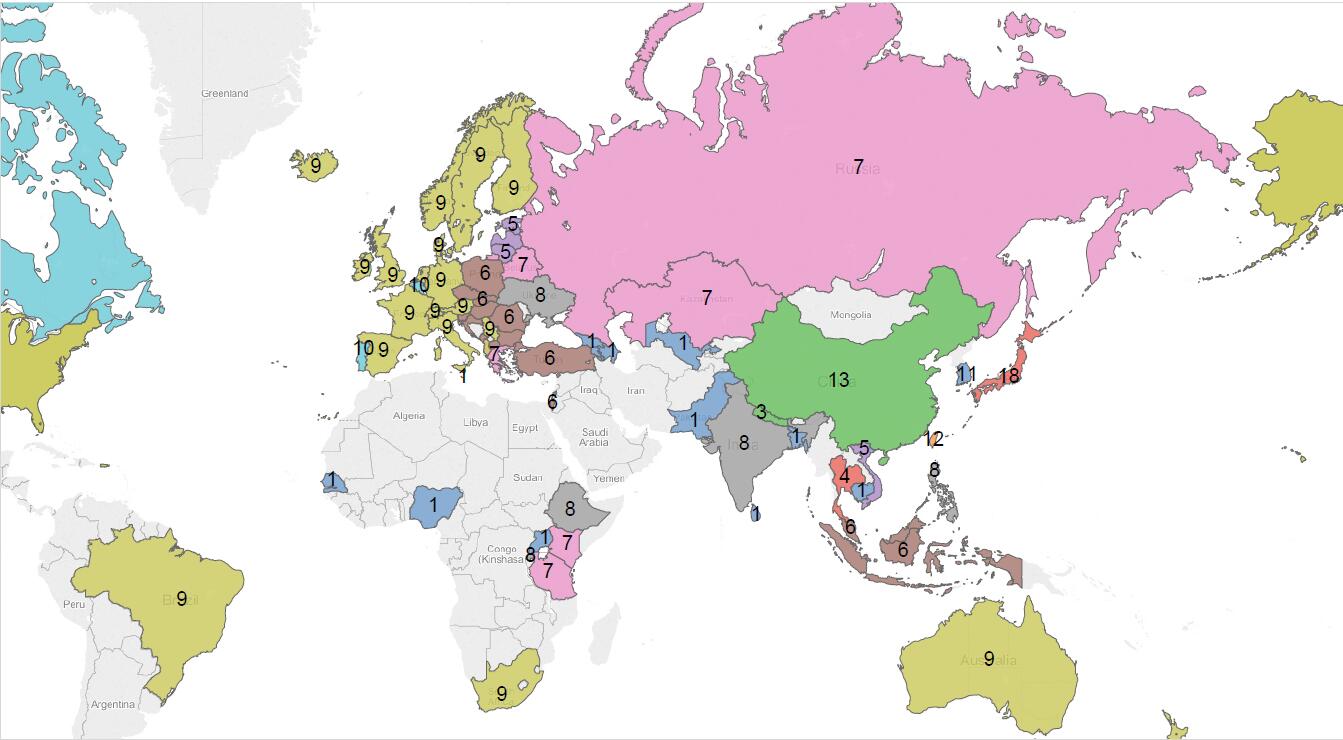 Greenland
9
9
7
Russia
9
9
5
9
5
7
9
9
10
9
6
8
6
9
9
9
6
9
9
10
9
7
6
Turkey
1
1
1
7
Kazakhstan
Mongolia
1
13
China
11
18
6
Iraq
Iran
Algeria
Libya
Egypt
Saudi
Arabia
1
3
8
India
1
12
5
4
1
8
1
1
1
Sudan
Yemen
8
Congo
(Kinshasa)
1
7
8
7
6
6
9
Brazil
Peru
9
Australia
9
Argentina